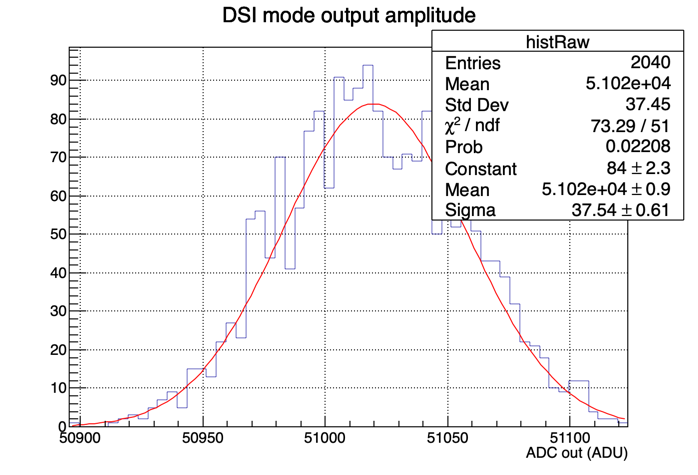 DSI mode output amplitude
histRaw
Entries 2040
Mean 5.102e+04
Std Dev 37.45
χ² / ndf 73.29 / 51
Prob 0.02208
Constant 84 ± 2.3
Mean 5.102e+04 ± 0.9
Sigma 37.54 ± 0.61
90
80
70
60
50
40
30
20
10
0
50900 50950 51000 51050 51100
ADC out (ADU)